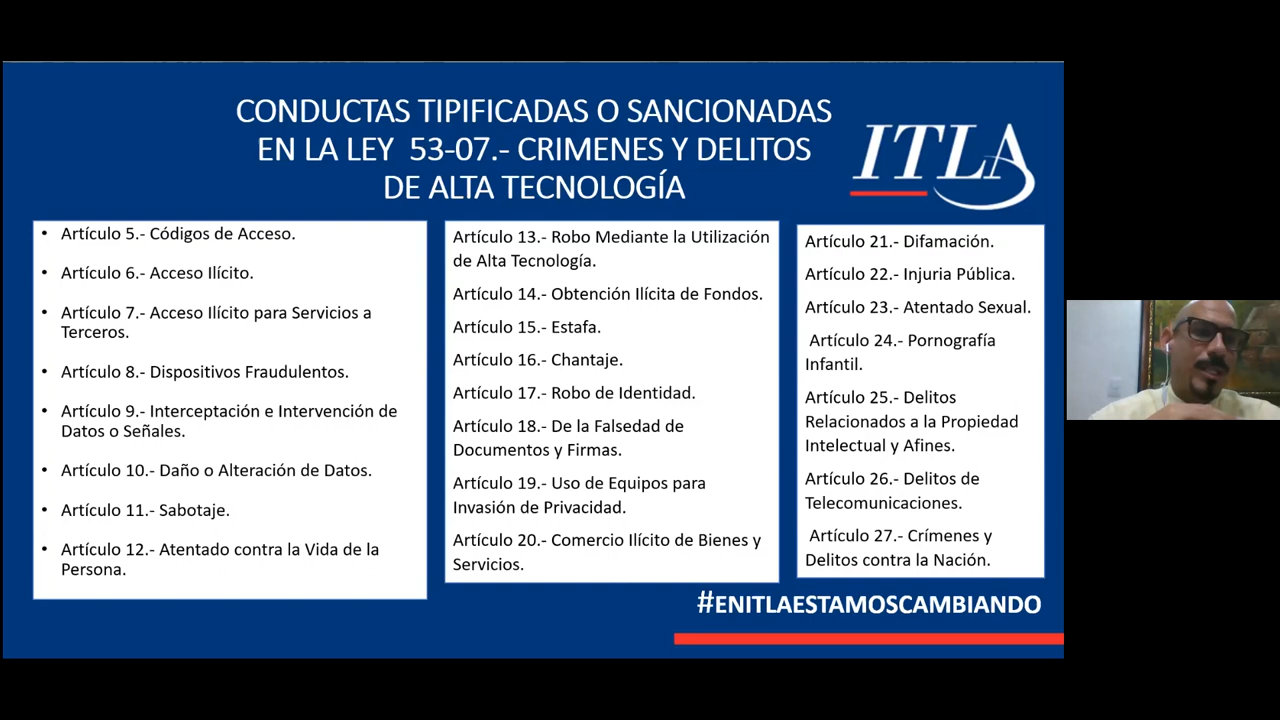 CONDUCTAS TIPIFICADAS O SANCIONADAS
EN LA LEY 53-07.- CRIMENES Y DELITOS
DE ALTA TECNOLOGÍA
ITLA
• Artículo 5.- Códigos de Acceso.
• Artículo 6.- Acceso Ilícito.
• Artículo 7.- Acceso Ilícito para Servicios a
Terceros.
• Artículo 8.- Dispositivos Fraudulentos.
• Artículo 9.- Interceptación e Intervención de
Datos o Señales.
• Artículo 10.- Daño o Alteración de Datos.
• Artículo 11.- Sabotaje.
• Artículo 12.- Atentado contra la Vida de la
Persona.
Artículo 13.- Robo Mediante la Utilización
de Alta Tecnología.
Artículo 14.- Obtención Ilícita de Fondos.
Artículo 15.- Estafa.
Artículo 16.- Chantaje.
Artículo 17.- Robo de Identidad.
Artículo 18.- De la Falsedad de
Documentos y Firmas.
Artículo 19.- Uso de Equipos para
Invasión de Privacidad.
Artículo 20.- Comercio Ilícito de Bienes y
Servicios.
Artículo 21.- Difamación.
Artículo 22.- Injuria Pública.
Artículo 23.- Atentado Sexual.
Artículo 24.- Pornografía
Infantil.
Artículo 25.- Delitos
Relacionados a la Propiedad
Intelectual y Afines.
Artículo 26.- Delitos de
Telecomunicaciones.
Artículo 27.- Crímenes y
Delitos contra la Nación.
#ENITLAESTAMOSCAMBIANDO